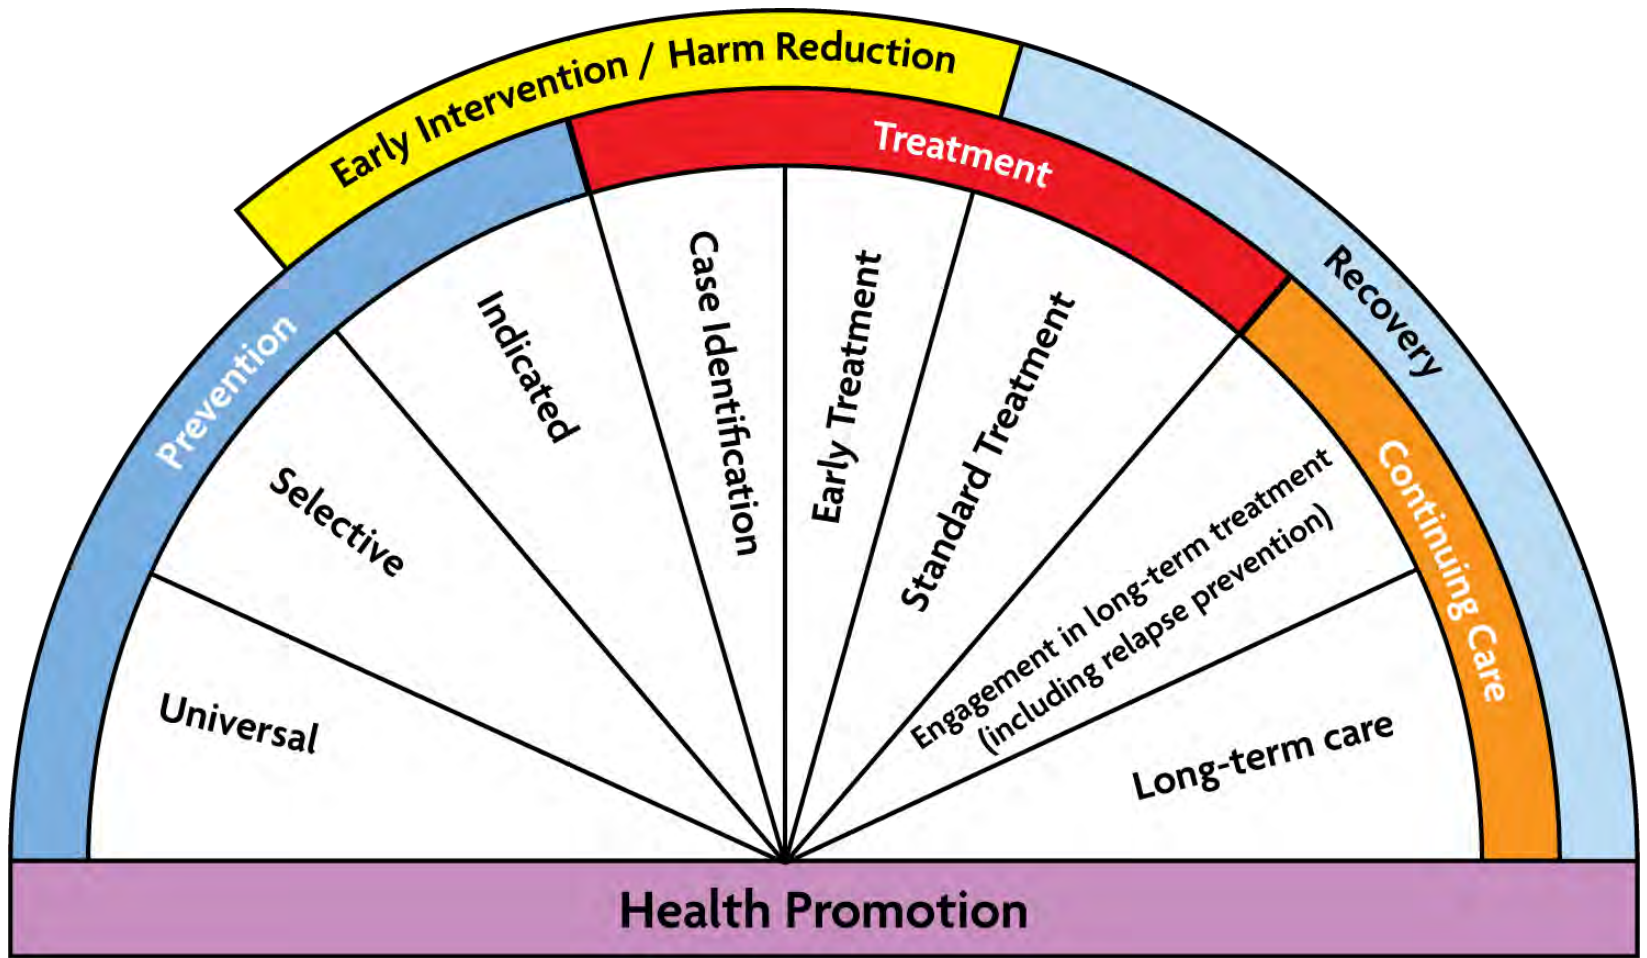 Early Intervention / Harm Reduction
Treatment
Prevention
Recovery
Continuing Care
Universal
Selective
Indicated
Case Identification
Early Treatment
Standard Treatment
Engagement in long-term treatment
(including relapse prevention)
Long-term care
Health Promotion